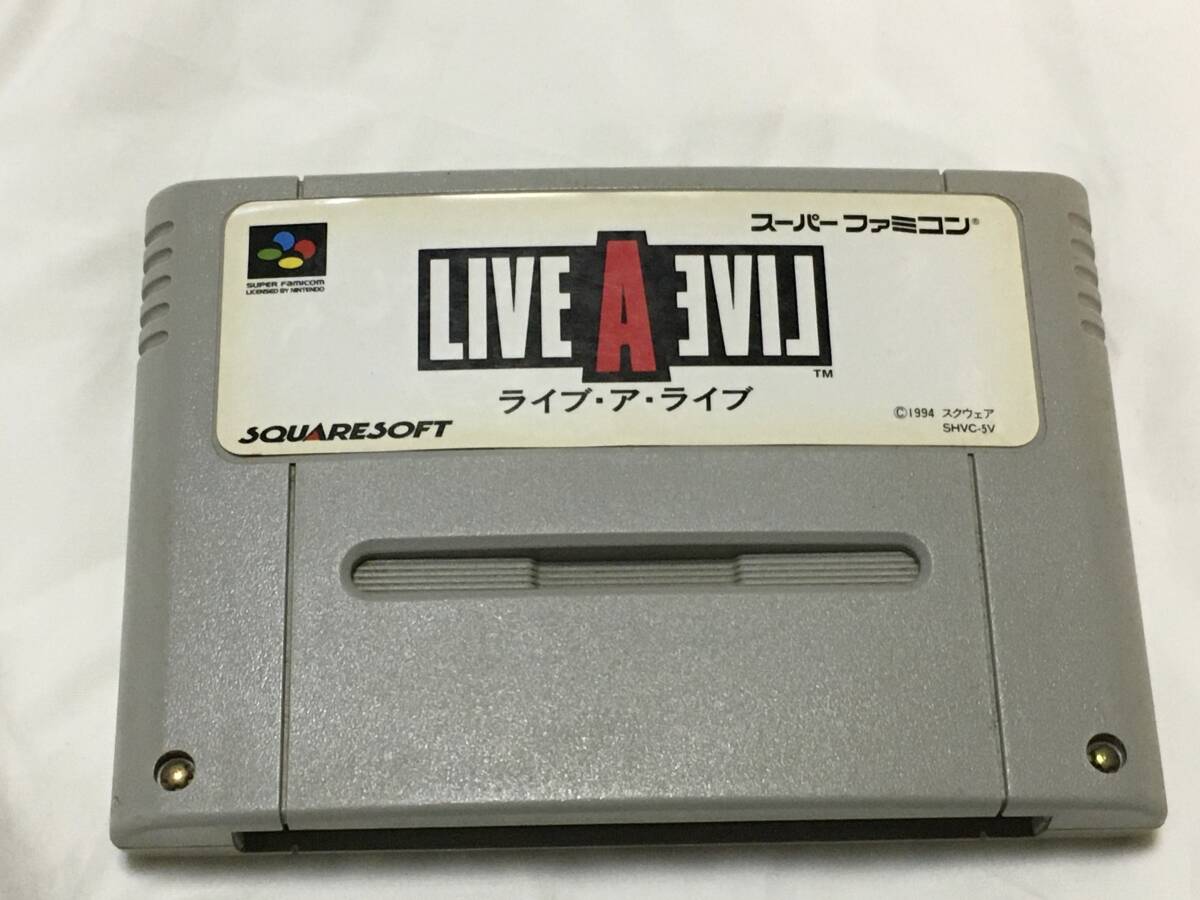 スーパーファミコン®
SUPER FAMICOM
LICENSED BY NINTENDO
LIVE A EVIL
TM
ライブ・ア・ライブ
SQUARESOFT
©1994 スクウェア
SHVC-5V